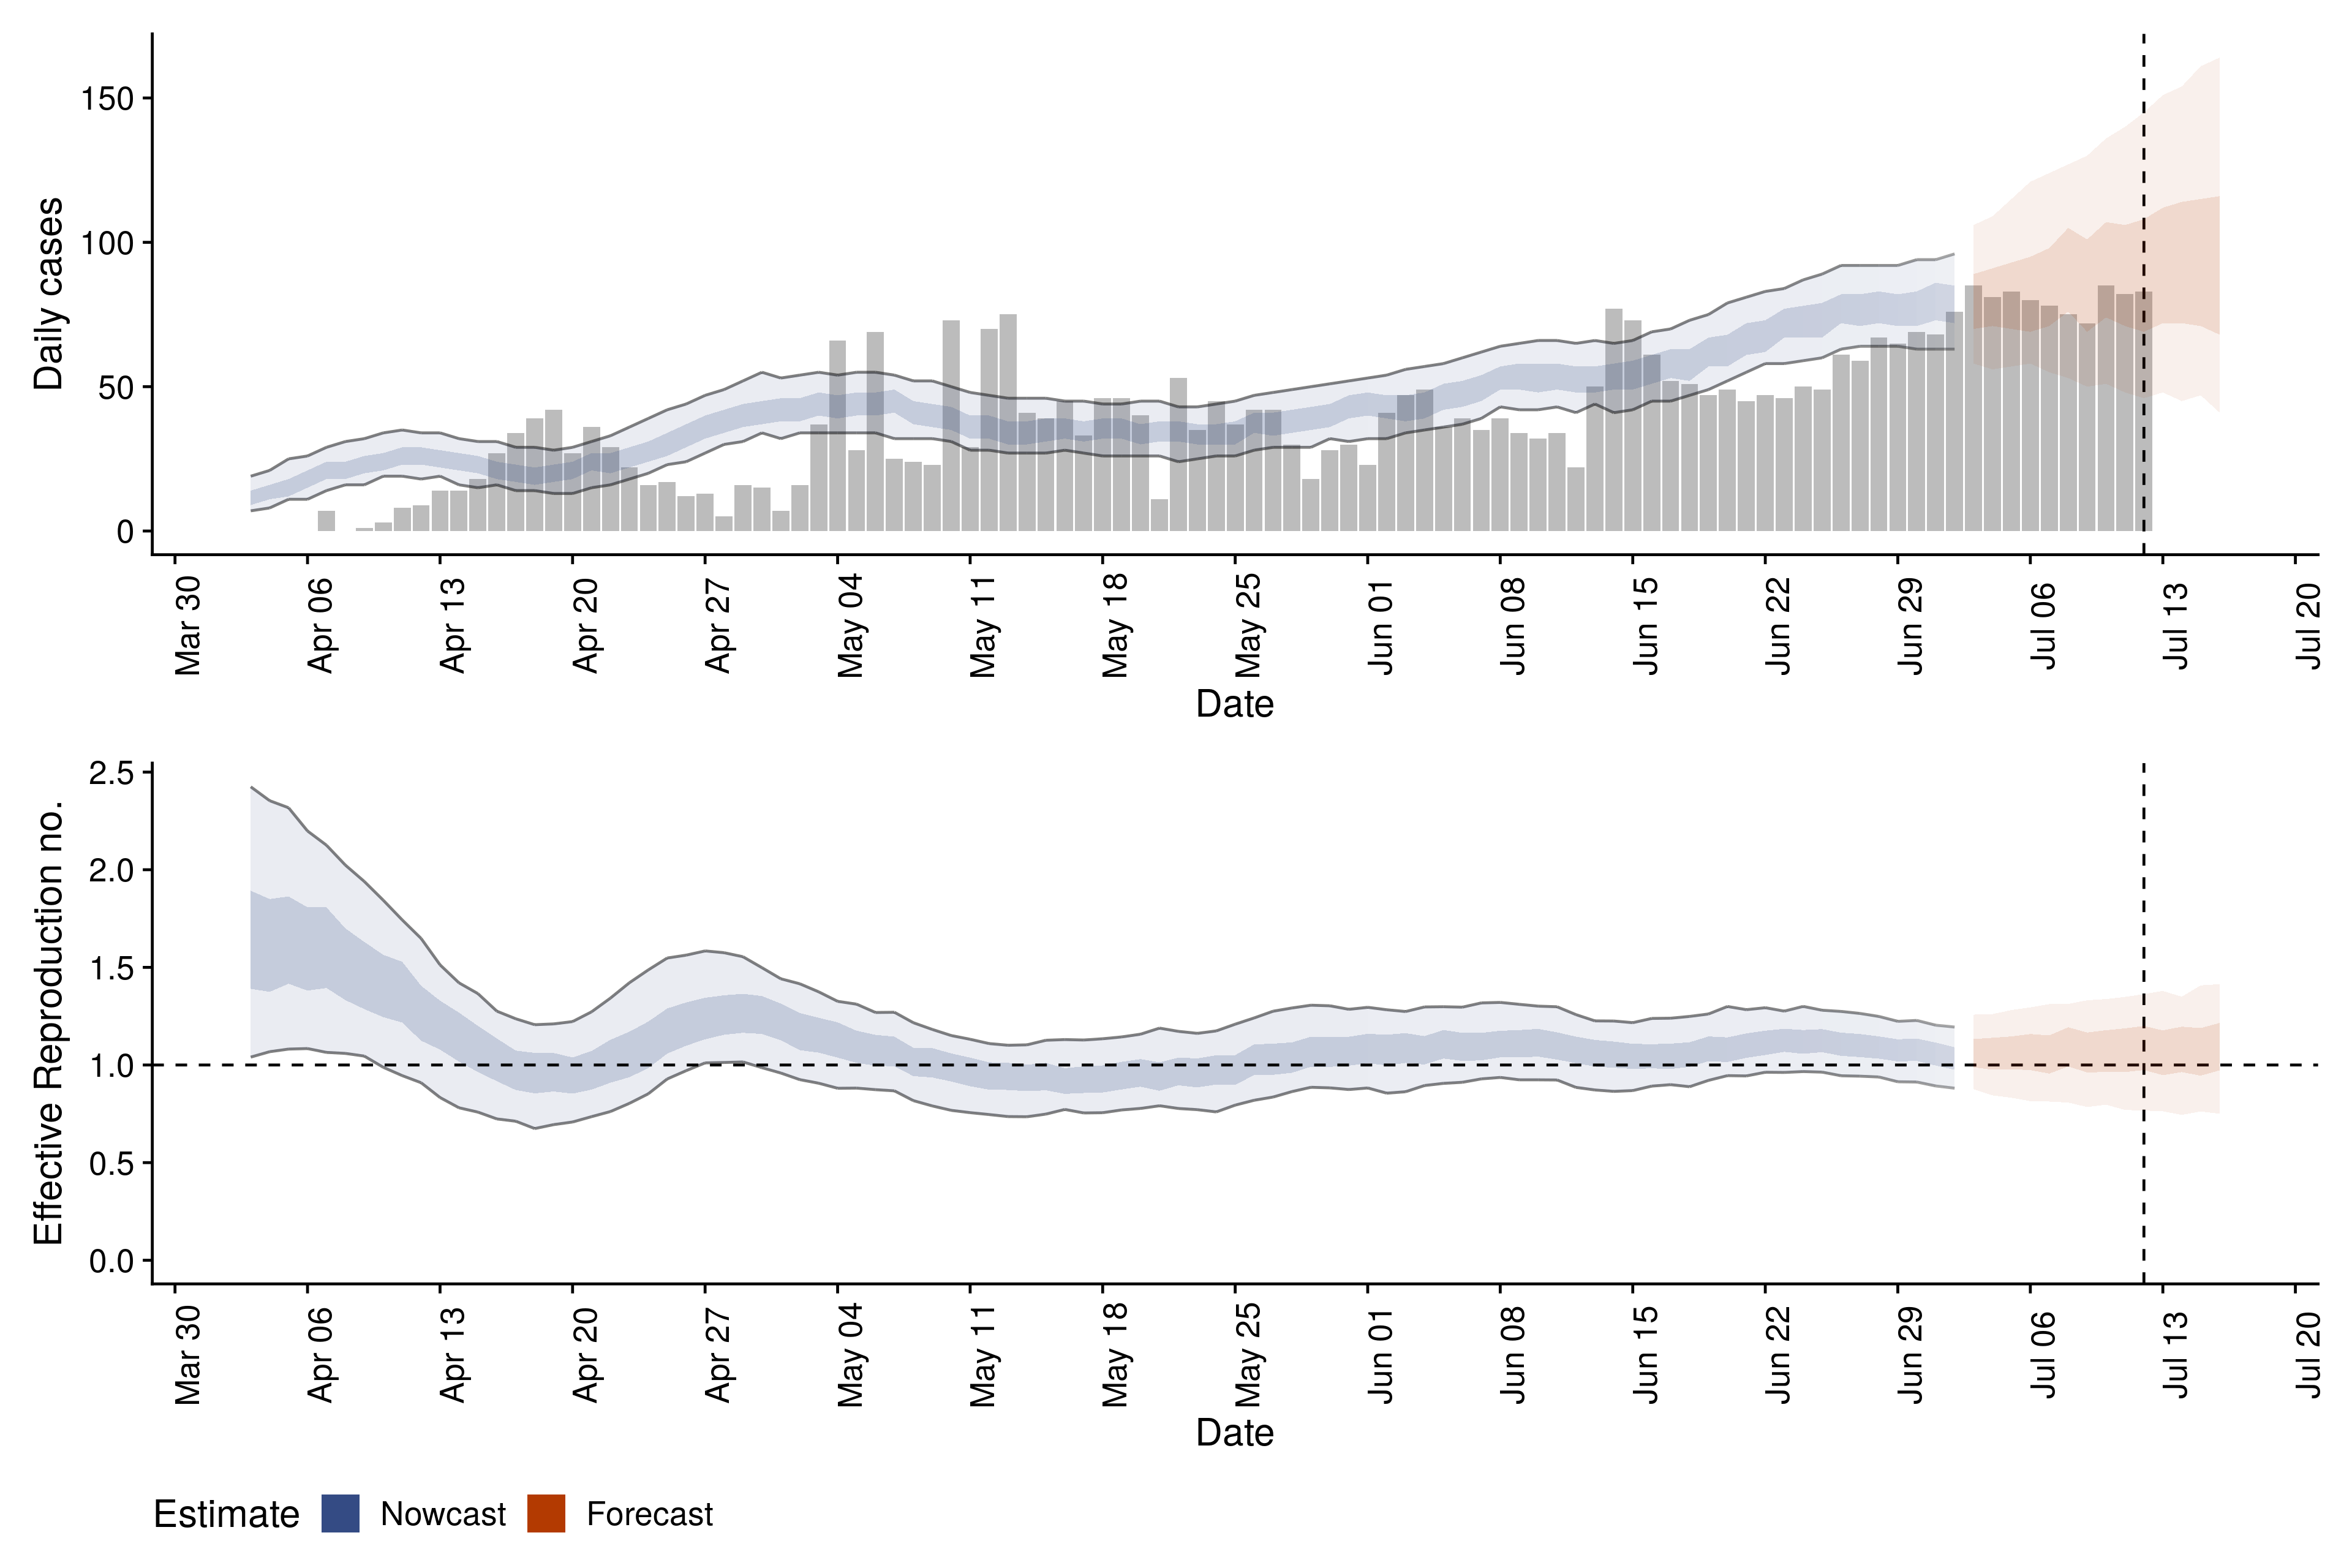 Daily cases
150
100
50
0
Mar 30
Apr 06
Apr 13
Apr 20
Apr 27
May 04
May 11
May 18
May 25
Jun 01
Jun 08
Jun 15
Jun 22
Jun 29
Jul 06
Jul 13
Jul 20
Date
Effective Reproduction no.
2.5
2.0
1.5
1.0
0.5
0.0
Mar 30
Apr 06
Apr 13
Apr 20
Apr 27
May 04
May 11
May 18
May 25
Jun 01
Jun 08
Jun 15
Jun 22
Jun 29
Jul 06
Jul 13
Jul 20
Date
Estimate Nowcast Forecast